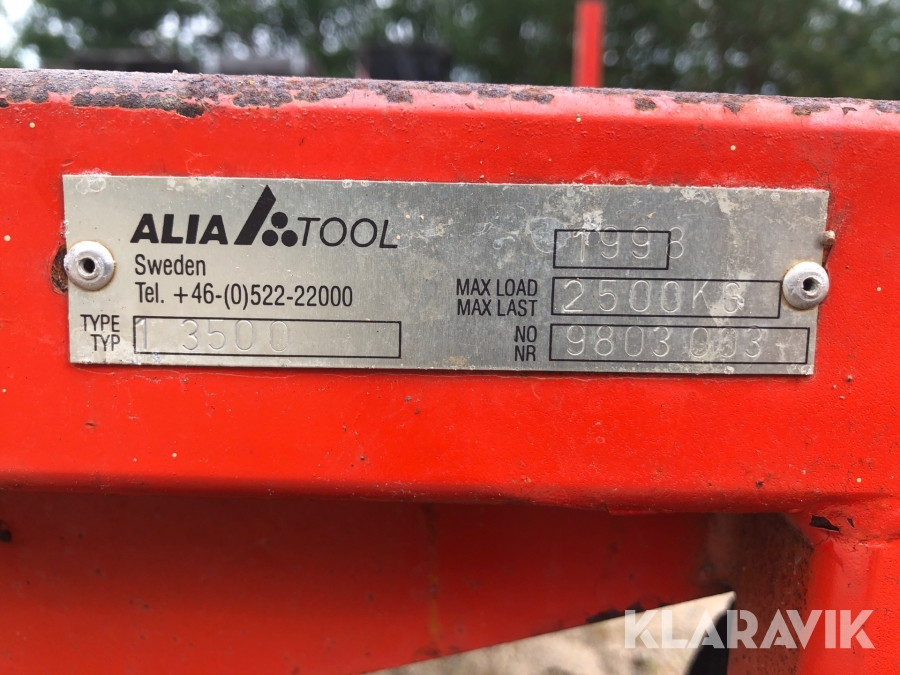 ALIA TOOL
Sweden
Tel. +46-(0)522-22000
TYPE
TYP
L 3500
1998
MAX LOAD
MAX LAST
2500KG
NO
NR
9803003
KLARAVIK